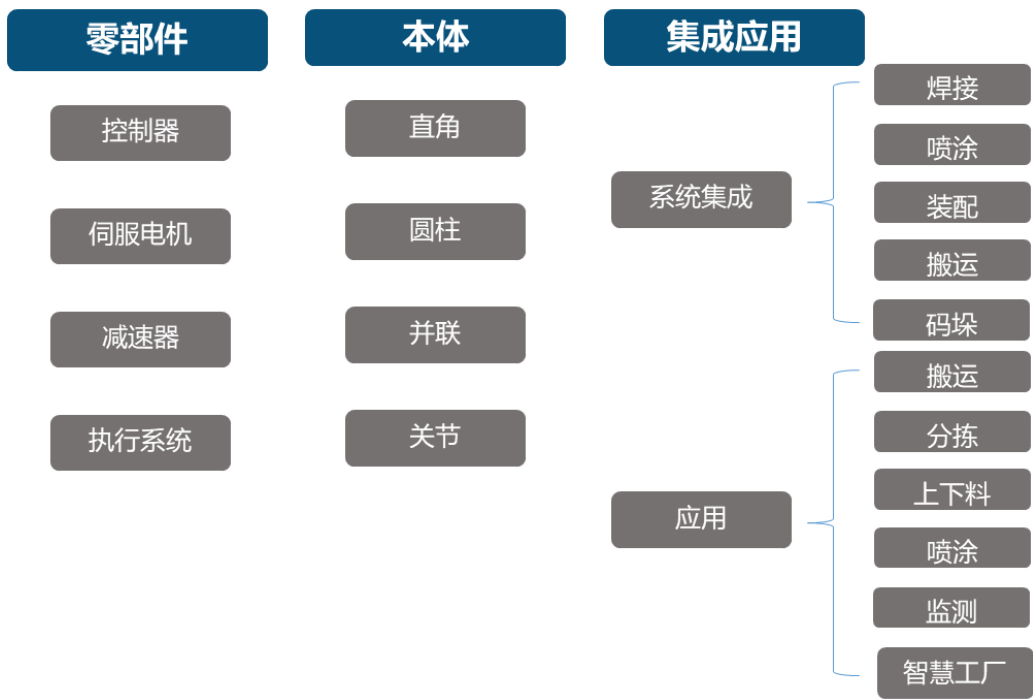 零部件
控制器
伺服电机
减速器
执行系统
本体
直角
圆柱
并联
关节
集成应用
系统集成
焊接
喷涂
装配
搬运
码垛
应用
搬运
分拣
上下料
喷涂
监测
智慧工厂